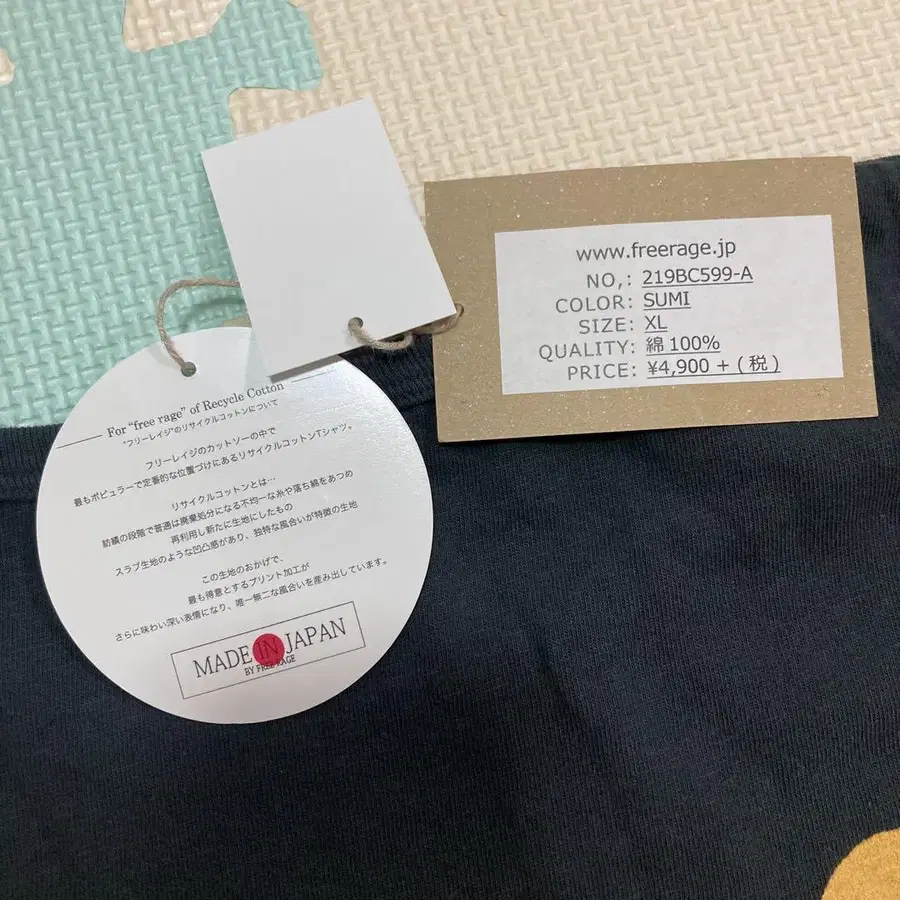 For "free rage" of Recycle Cotton
"フリーレイジ"のリサイクルコットンについて
フリーレイジのカットソーの中で
最もポピュラーで定番的な位置づけにあるリサイクルコットンTシャツ。
リサイクルコットンとは…
紡績の段階で普通は廃棄処分になる不均一な糸や落ち綿をあつめ
再利用し新たに生地にしたもの
スラブ生地のような凹凸感があり、独特な風合いが特徴の生地
この生地のおかげで、
最も得意とするプリント加工が
さらに味わい深い表情になり、唯一無二な風合いを産み出しています。
MADE IN JAPAN
BY FREE RAGE
www.freerage.jp
NO,: 219BC599-A
COLOR: SUMI
SIZE: XL
QUALITY: 綿100%
PRICE: ¥4,900 +(税)